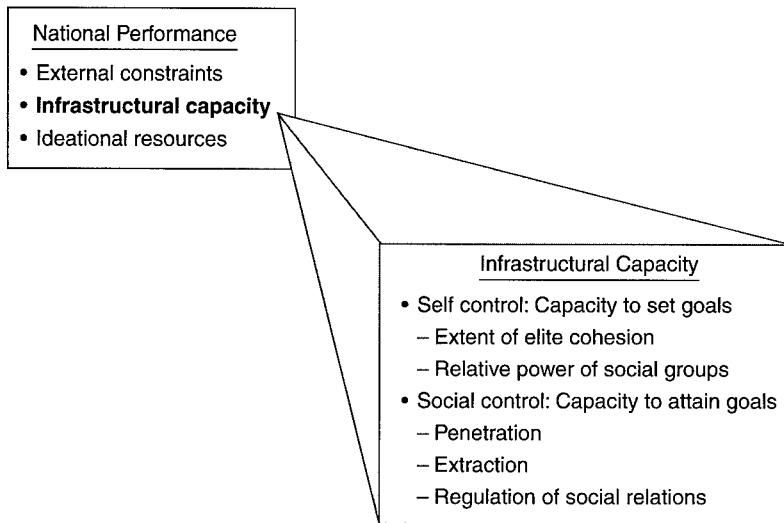 National Performance
• External constraints
• Infrastructural capacity
• Ideational resources
Infrastructural Capacity
• Self control: Capacity to set goals
– Extent of elite cohesion
– Relative power of social groups
• Social control: Capacity to attain goals
– Penetration
– Extraction
– Regulation of social relations